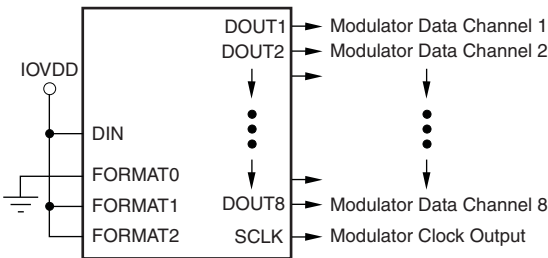 DOUT1 Modulator Data Channel 1
DOUT2 Modulator Data Channel 2
IOVDD
DIN
FORMAT0
FORMAT1 DOUT8 Modulator Data Channel 8
FORMAT2 SCLK Modulator Clock Output